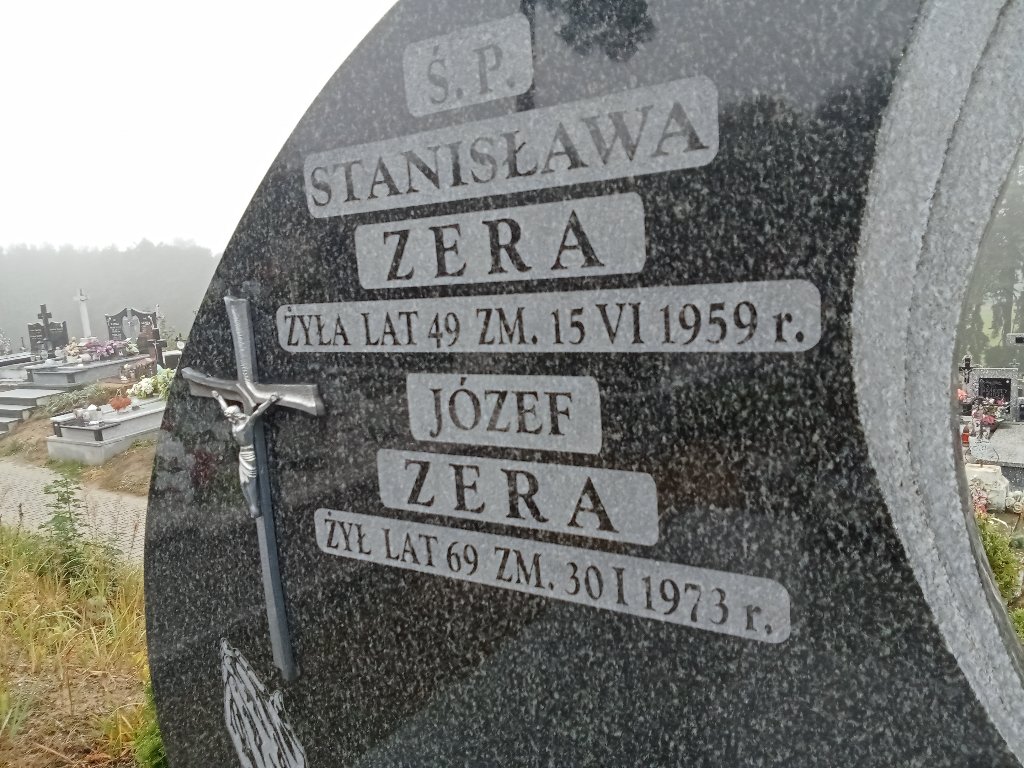 Ś. P.
STANISŁAWA
ZERA
ŻYŁA LAT 49 ZM. 15 VI 1959 r.
JÓZEF
ZERA
ŻYŁ LAT 69 ZM. 30 I 1973 r.